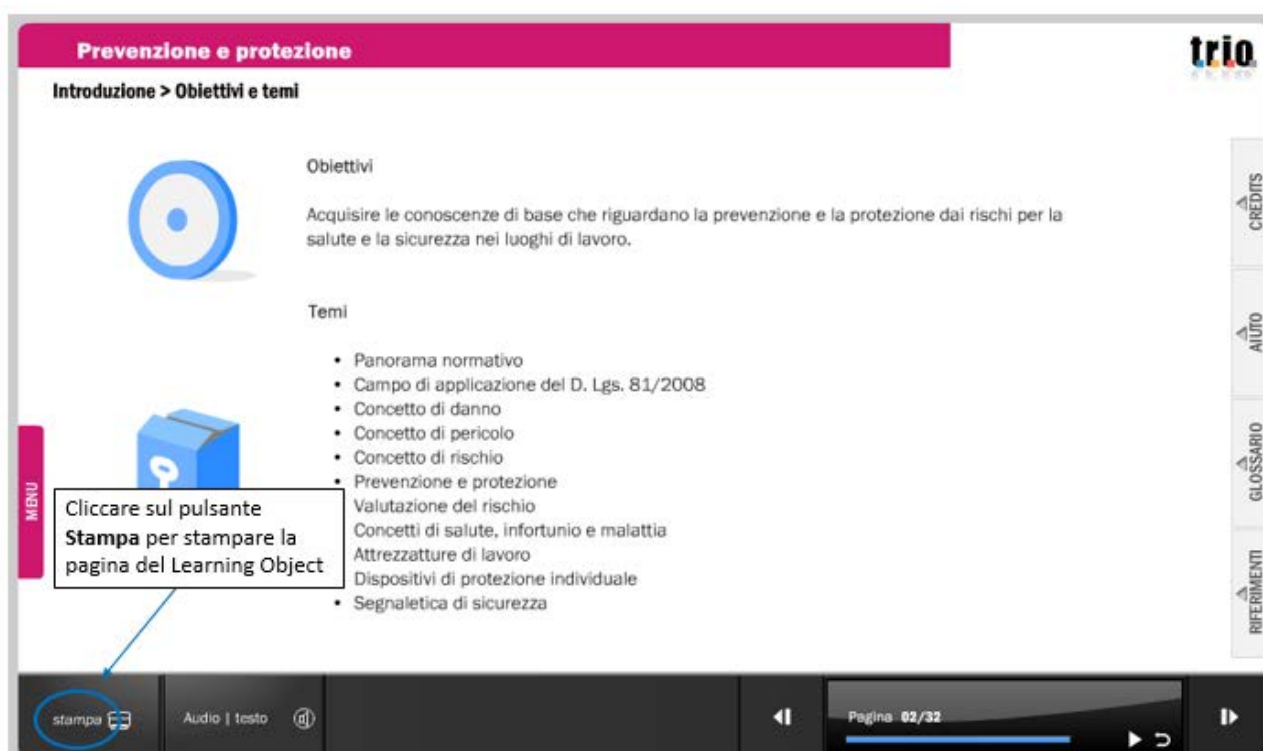 Prevenzione e protezione
trio
Introduzione > Obiettivi e temi
Obiettivi
Acquisire le conoscenze di base che riguardano la prevenzione e la protezione dai rischi per la
salute e la sicurezza nei luoghi di lavoro.
Temi
• Panorama normativo
• Campo di applicazione del D. Lgs. 81/2008
• Concetto di danno
• Concetto di pericolo
• Concetto di rischio
• Prevenzione e protezione
Valutazione del rischio
Concetti di salute, infortunio e malattia
Attrezzature di lavoro
Dispositivi di protezione individuale
• Segnaletica di sicurezza
MENU
Cliccare sul pulsante
Stampa per stampare la
pagina del Learning Object
CREDITS
AIUTO
GLOSSARIO
RIFERIMENTI
stampa
Audio | testo
Pagina 02/32